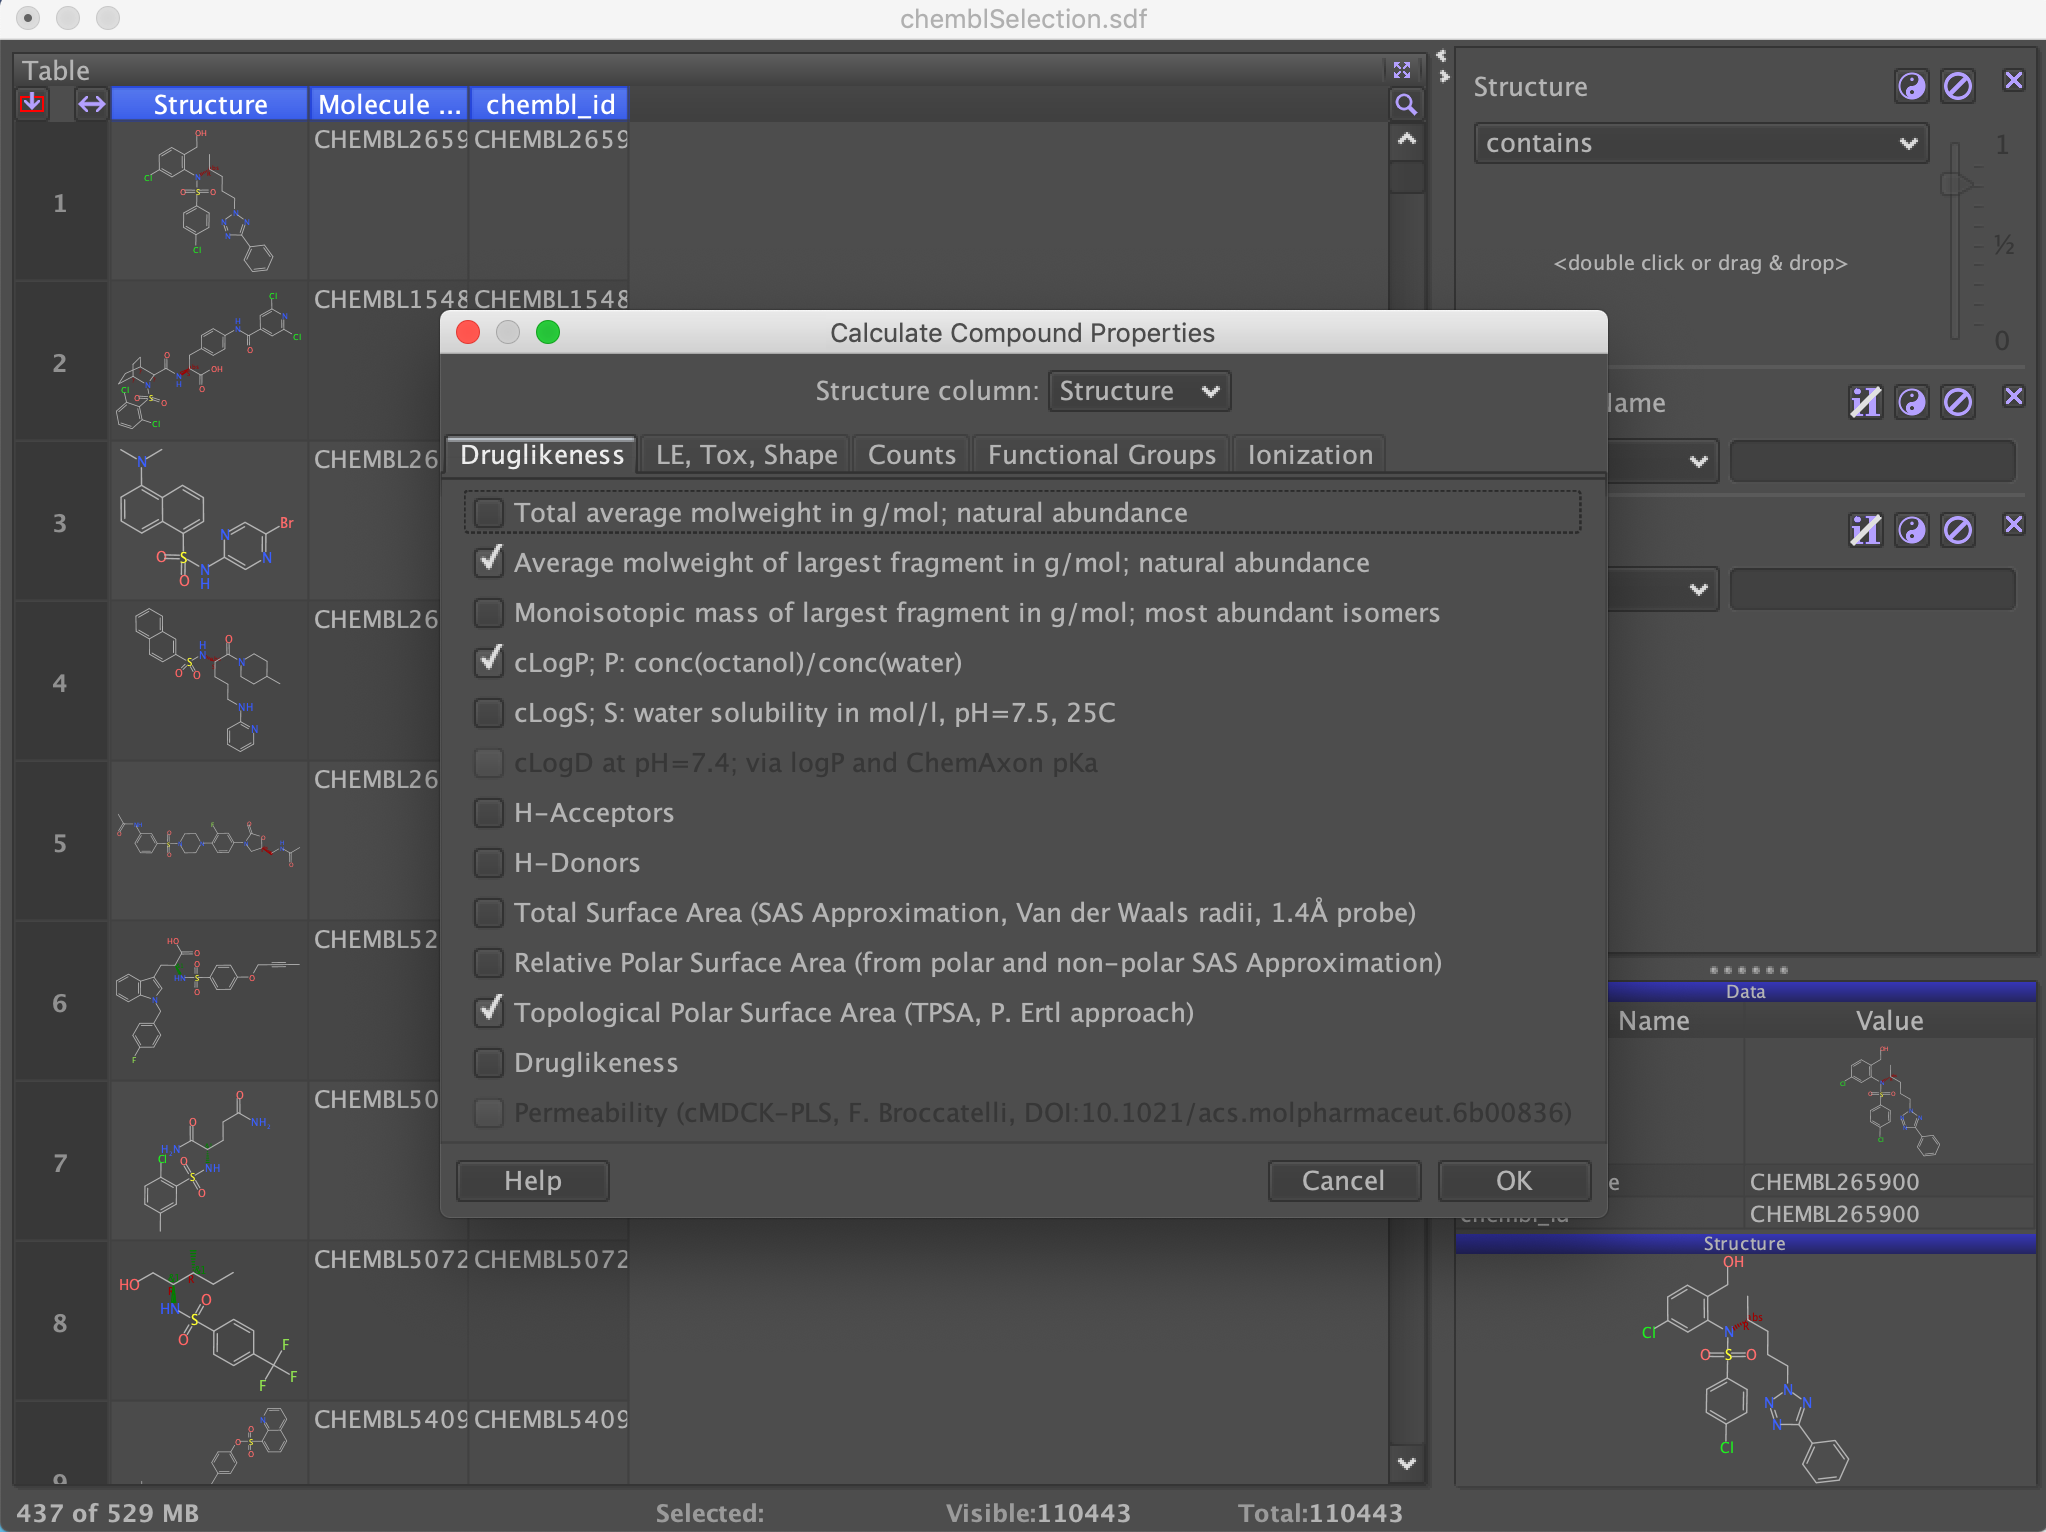 chemblSelection.sdf
Table
Structure Molecule ... chembl_id
1 CHEMBL2659 CHEMBL2659
2 CHEMBL1548 CHEMBL1548
3 CHEMBL26
4 CHEMBL26
5 CHEMBL26
6 CHEMBL52
7 CHEMBL50
8 CHEMBL5072 CHEMBL5072
9 CHEMBL5409 CHEMBL5409
Structure
contains
1
½
0
<double click or drag & drop>
Calculate Compound Properties
Structure column: Structure
Druglikeness LE, Tox, Shape Counts Functional Groups Ionization
Total average molweight in g/mol; natural abundance
Average molweight of largest fragment in g/mol; natural abundance
Monoisotopic mass of largest fragment in g/mol; most abundant isomers
cLogP; P: conc(octanol)/conc(water)
cLogS; S: water solubility in mol/l, pH=7.5, 25C
cLogD at pH=7.4; via logP and ChemAxon pKa
H-Acceptors
H-Donors
Total Surface Area (SAS Approximation, Van der Waals radii, 1.4Å probe)
Relative Polar Surface Area (from polar and non-polar SAS Approximation)
Topological Polar Surface Area (TPSA, P. Ertl approach)
Druglikeness
Permeability (cMDCK-PLS, F. Broccatelli, DOI:10.1021/acs.molpharmaceut.6b00836)
Help Cancel OK
Data
Name Value
CHEMBL265900
chembl_id CHEMBL265900
Structure
OH
Cl
N
R
O S O
N
N N
N
Cl
437 of 529 MB Selected: Visible:110443 Total:110443